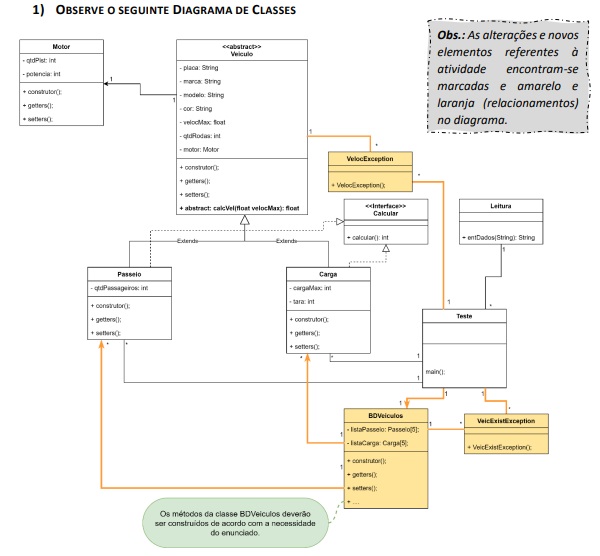 1) OBSERVE O SEGUINTE DIAGRAMA DE CLASSES
Obs.: As alterações e novos
elementos referentes à
atividade encontram-se
marcadas e amarelo e
laranja (relacionamentos)
no diagrama.
Motor
- qtdPist: int
- potencia: int
+ construtor();
+ getters();
+ setters();
1
1
<<abstract>>
Veículo
- placa: String
- marca: String
- modelo: String
- cor: String
- velocMax: float
- qtdRodas: int
- motor: Motor
+ construtor();
+ getters();
+ setters();
+ abstract: calcVel(float velocMax): float
1
*
VelocException
+ VelocException();
*
1
<<Interface>>
Calcular
+ calcular(): int
Leitura
+ entDados(String): String
1
*
Extends
Extends
Passeio
- qtdPassageiros: int
+ construtor();
+ getters();
+ setters();
*
*
Carga
- cargaMax: int
- tara: int
+ construtor();
+ getters();
+ setters();
*
*
Teste
main();
1
1
1
1
1
*
BDVeiculos
- listaPasseio: Passeio[5];
- listaCarga: Carga[5];
+ construtor();
+ getters();
+ setters();
+ ....
1
1
1
*
VeicExistException
+ VeicExistException();
Os métodos da classe BDVeiculos deverão
ser construídos de acordo com a necessidade
do enunciado.